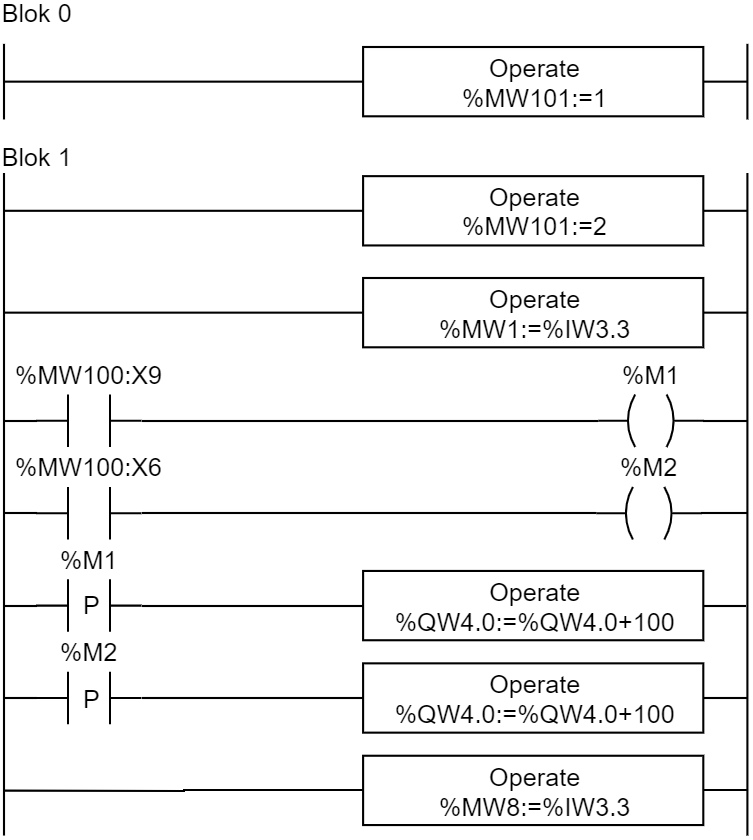 Blok 0
Operate
%MW101:=1
Blok 1
Operate
%MW101:=2
Operate
%MW1:=%IW3.3
%MW100:X9
%M1
%MW100:X6
%M2
%M1
P
Operate
%QW4.0:=%QW4.0+100
%M2
P
Operate
%QW4.0:=%QW4.0+100
Operate
%MW8:=%IW3.3